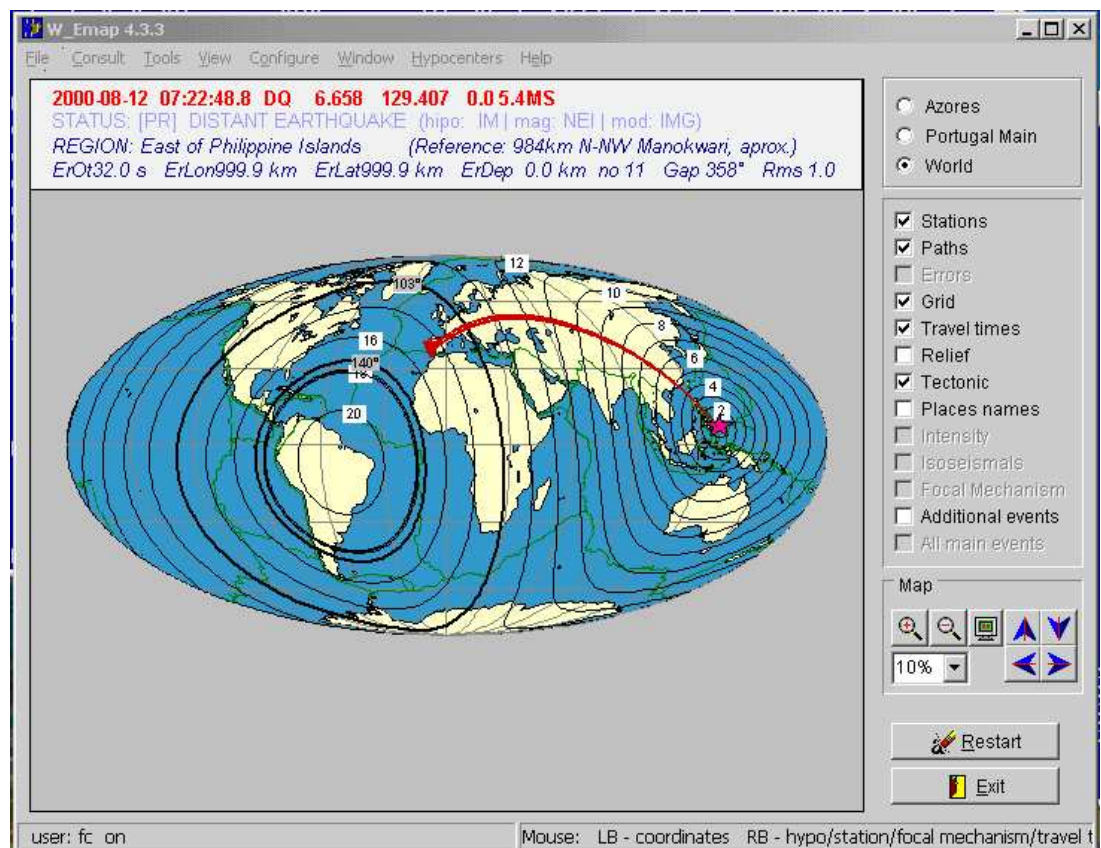 W_Emap 4.3.3
File Consult Tools View Configure Window Hypocenters Help
2000-08-12 07:22:48.8 DQ 6.658 129.407 0.0 5.4MS
STATUS: [PR] DISTANT EARTHQUAKE (hipo: IM | mag: NEI | mod: IMG)
REGION: East of Philippine Islands (Reference: 984km N-NW Manokwari, aprox.)
ErOt32.0 s ErLon999.9 km ErLat999.9 km ErDep 0.0 km no 11 Gap 358° Rms 1.0
12
103°
10
8
16
6
140°
4
20
2
Azores
Portugal Main
World
Stations
Paths
Errors
Grid
Travel times
Relief
Tectonic
Places names
Intensity
Isoseismals
Focal Mechanism
Additional events
All main events
Map
10%
Restart
Exit
user: fc on
Mouse: LB - coordinates RB - hypo/station/focal mechanism/travel t